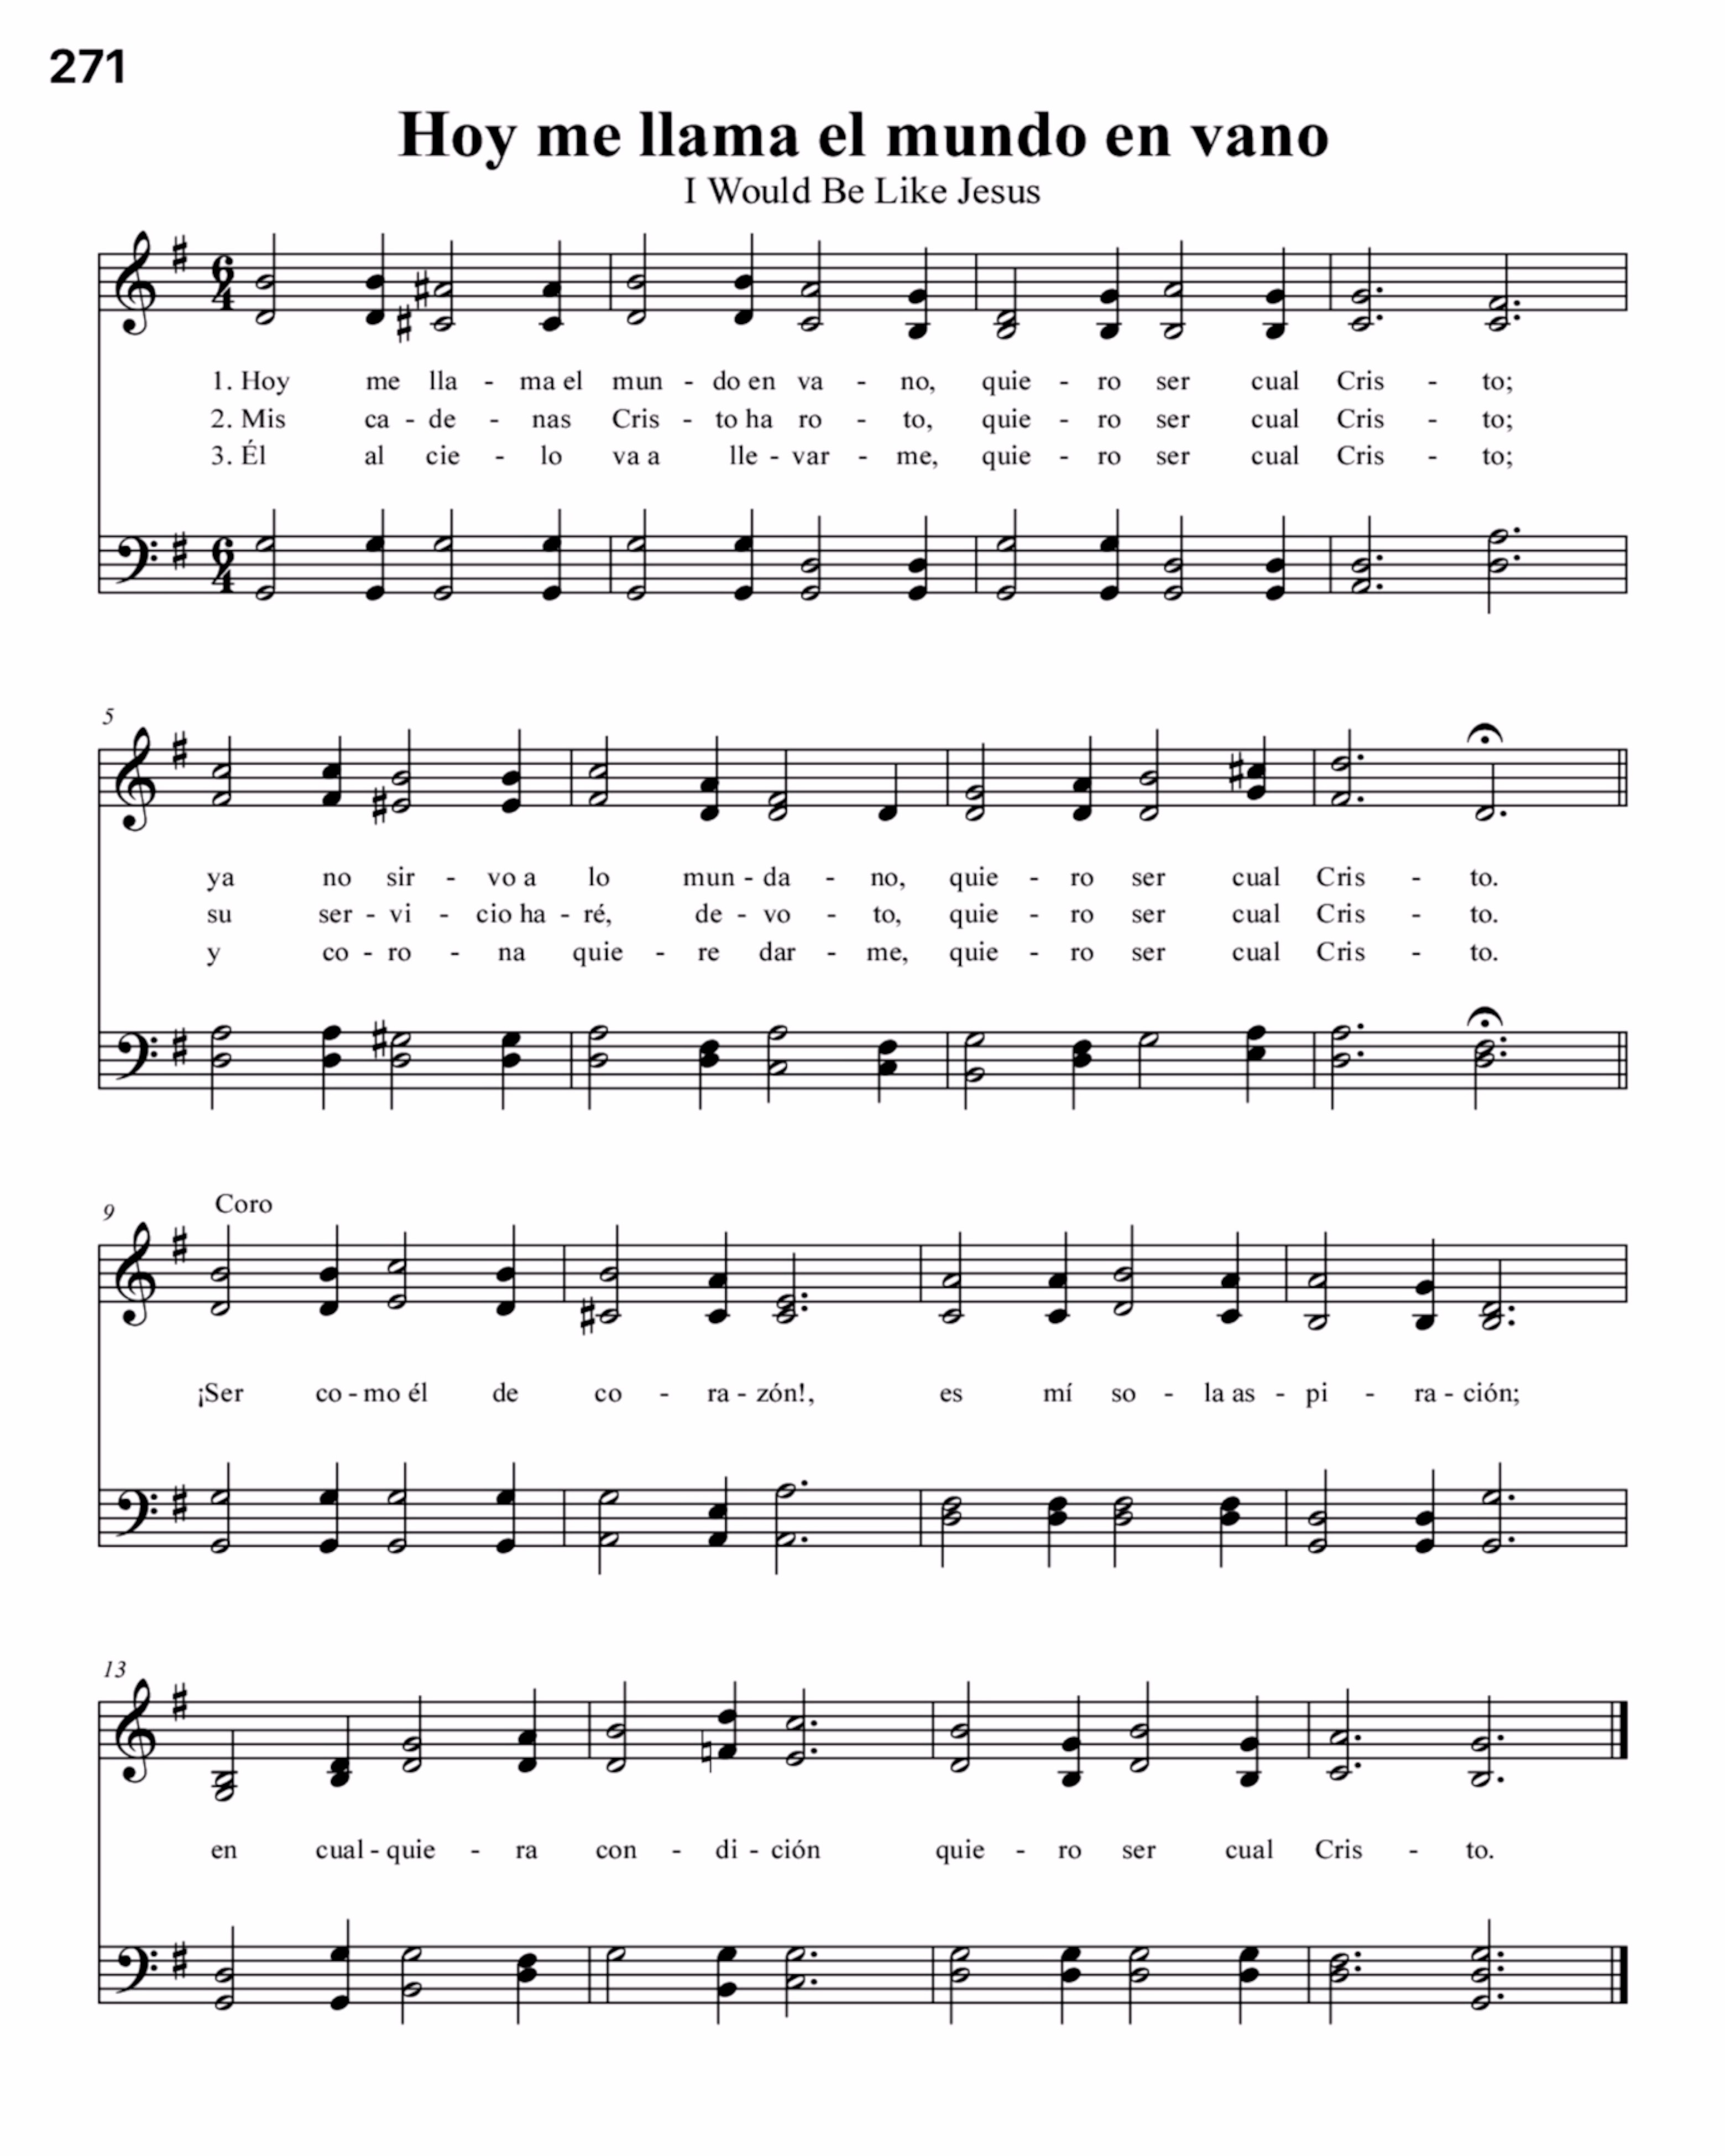 271
Hoy me llama el mundo en vano
I Would Be Like Jesus
1. Hoy me lla - ma el mun - do en va - no, quie - ro ser cual Cris - to;
2. Mis ca - de - nas Cris - to ha ro - to, quie - ro ser cual Cris - to;
3. Él al cie - lo va a lle - var - me, quie - ro ser cual Cris - to;
5
ya no sir - vo a lo mun - da - no, quie - ro ser cual Cris - to.
su ser - vi - cio ha - ré, de - vo - to, quie - ro ser cual Cris - to.
y co - ro - na quie - re dar - me, quie - ro ser cual Cris - to.
9
Coro
¡Ser co - mo él de co - ra - zón!, es mí so - la as - pi - ra - ción;
13
en cual - quie - ra con - di - ción quie - ro ser cual Cris - to.